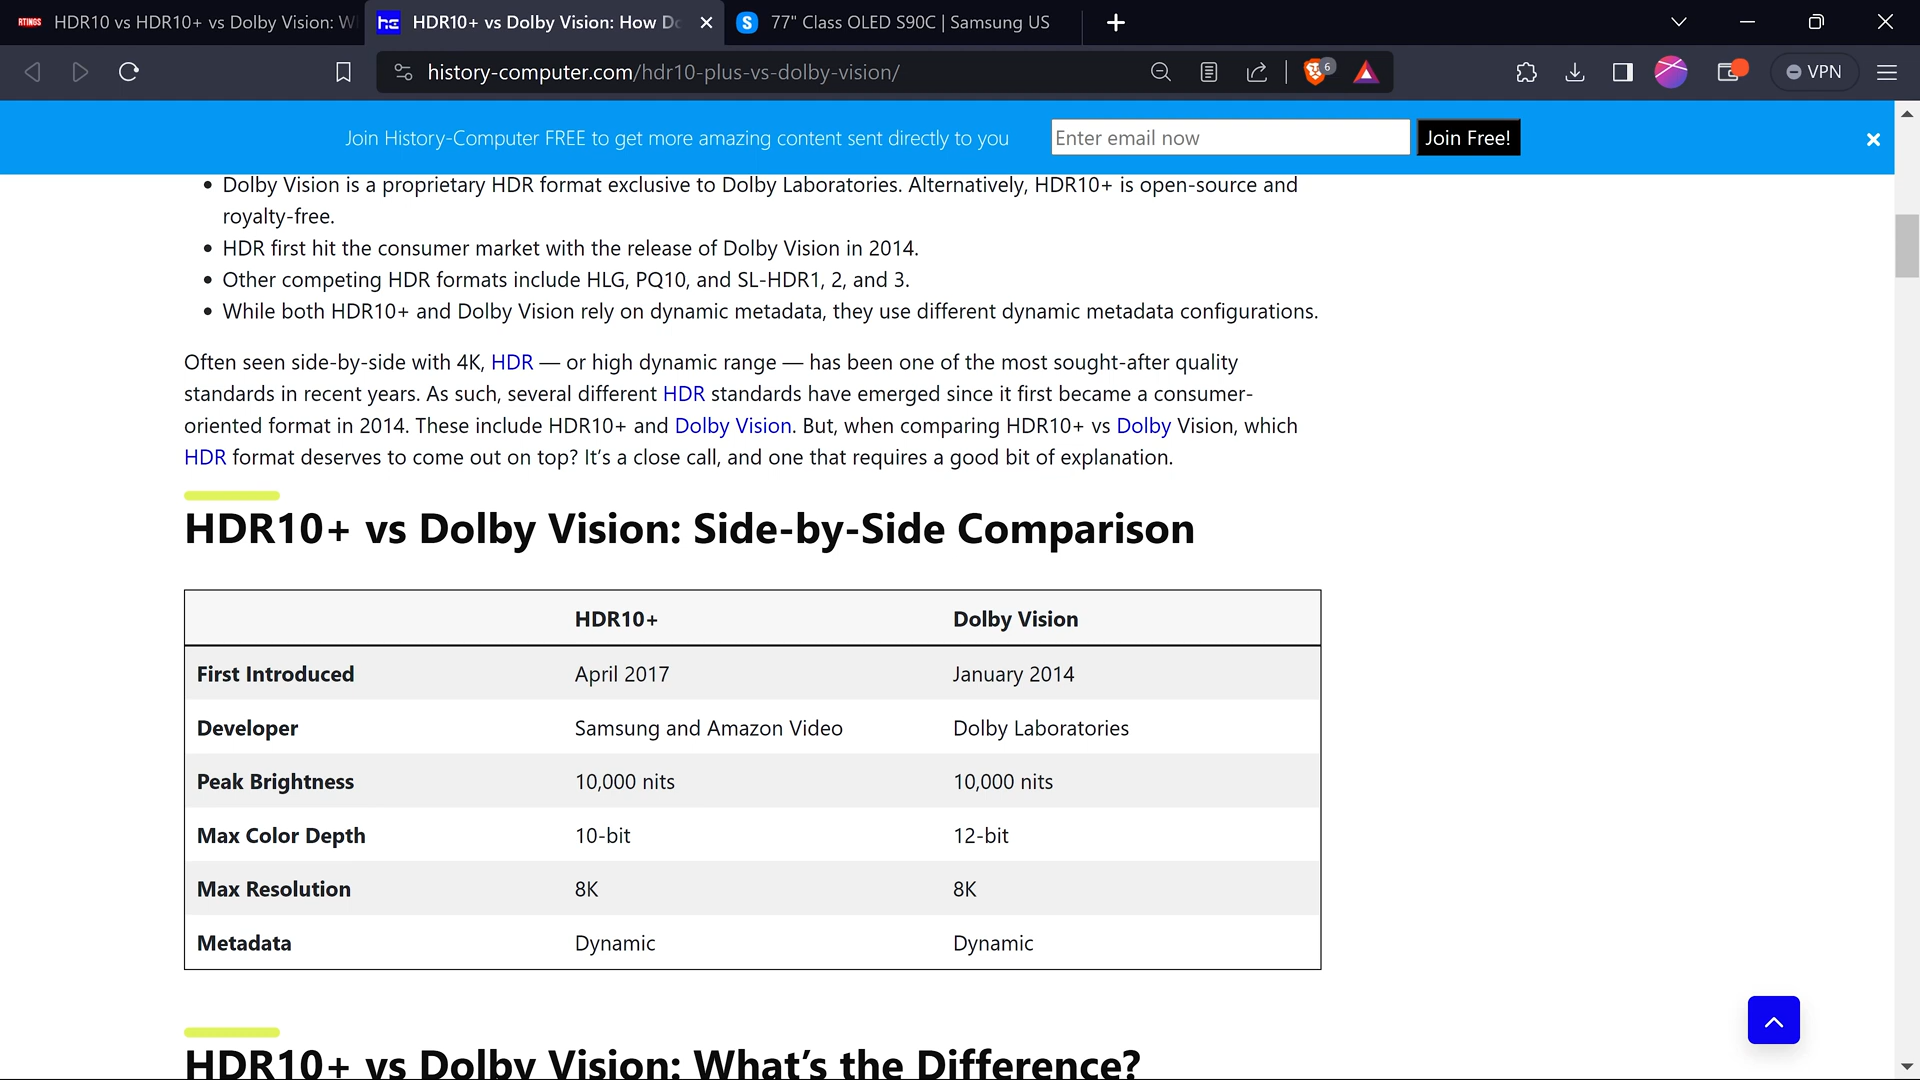 RTINGS HDR10 vs HDR10+ vs Dolby Vision: W
hc HDR10+ vs Dolby Vision: How Do
S 77" Class OLED S90C | Samsung US
history-computer.com/hdr10-plus-vs-dolby-vision/
6
VPN
Join History-Computer FREE to get more amazing content sent directly to you
Enter email now
Join Free!
• Dolby Vision is a proprietary HDR format exclusive to Dolby Laboratories. Alternatively, HDR10+ is open-source and
royalty-free.
• HDR first hit the consumer market with the release of Dolby Vision in 2014.
• Other competing HDR formats include HLG, PQ10, and SL-HDR1, 2, and 3.
• While both HDR10+ and Dolby Vision rely on dynamic metadata, they use different dynamic metadata configurations.
Often seen side-by-side with 4K, HDR — or high dynamic range — has been one of the most sought-after quality
standards in recent years. As such, several different HDR standards have emerged since it first became a consumer-
oriented format in 2014. These include HDR10+ and Dolby Vision. But, when comparing HDR10+ vs Dolby Vision, which
HDR format deserves to come out on top? It’s a close call, and one that requires a good bit of explanation.
HDR10+ vs Dolby Vision: Side-by-Side Comparison
HDR10+ Dolby Vision
First Introduced April 2017 January 2014
Developer Samsung and Amazon Video Dolby Laboratories
Peak Brightness 10,000 nits 10,000 nits
Max Color Depth 10-bit 12-bit
Max Resolution 8K 8K
Metadata Dynamic Dynamic
HDR10+ vs Dolby Vision: What’s the Difference?